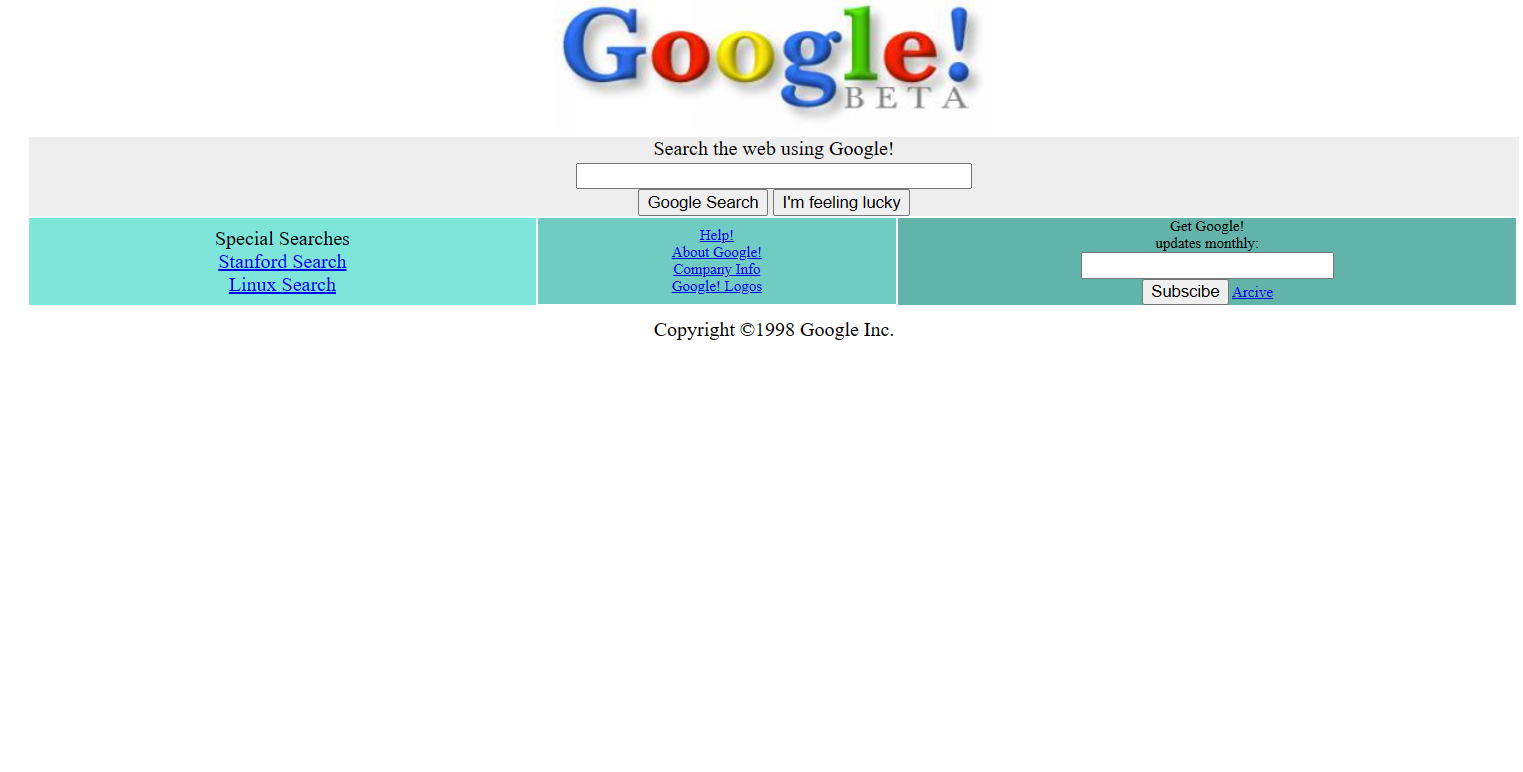 Google!
BETA
Search the web using Google!
Google Search I'm feeling lucky
Special Searches
Stanford Search
Linux Search
Help!
About Google!
Company Info
Google! Logos
Get Google!
updates monthly:
Subscibe Arcive
Copyright ©1998 Google Inc.